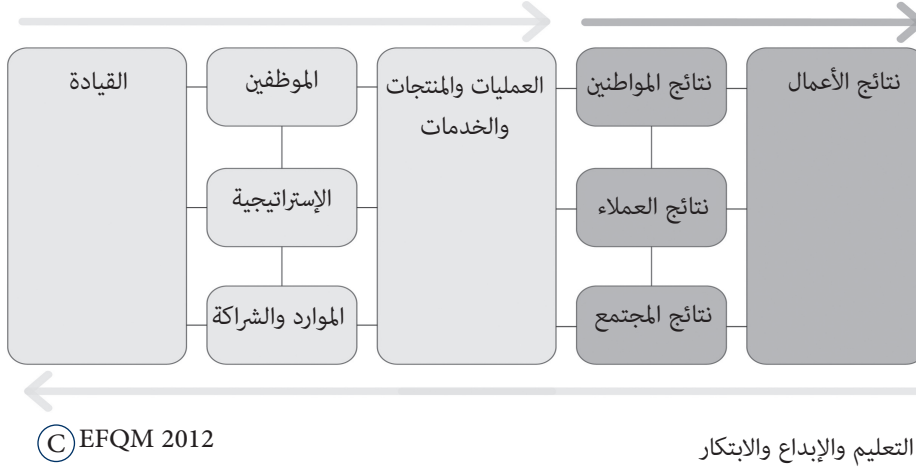 القيادة
الموظفين
الإستراتيجية
الموارد والشراكة
العمليات والمنتجات
والخدمات
نتائج المواطنين
نتائج العملاء
نتائج المجتمع
نتائج الأعمال
التعليم والإبداع والابتكار
© EFQM 2012